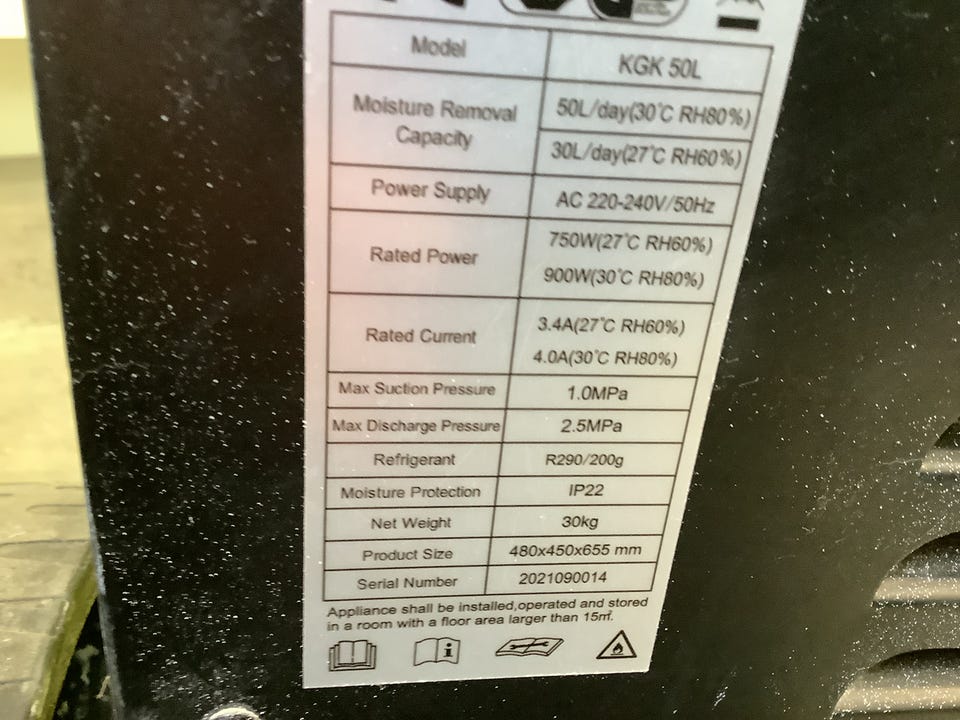 Model
KGK 50L
Moisture Removal
Capacity
50L/day(30℃ RH80%)
30L/day(27℃ RH60%)
Power Supply
AC 220-240V/50Hz
Rated Power
750W(27℃ RH60%)
900W(30℃ RH80%)
Rated Current
3.4A(27℃ RH60%)
4.0A(30℃ RH80%)
Max Suction Pressure
1.0MPa
Max Discharge Pressure
2.5MPa
Refrigerant
R290/200g
Moisture Protection
IP22
Net Weight
30kg
Product Size
480x450x655 mm
Serial Number
2021090014
Appliance shall be installed,operated and stored
in a room with a floor area larger than 15㎡.